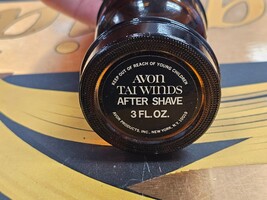 KEEP OUT OF REACH OF YOUNG CHILDREN
AVON
TAI WINDS
AFTER SHAVE
3 FL. OZ.
AVON PRODUCTS, INC., NEW YORK, N.Y.